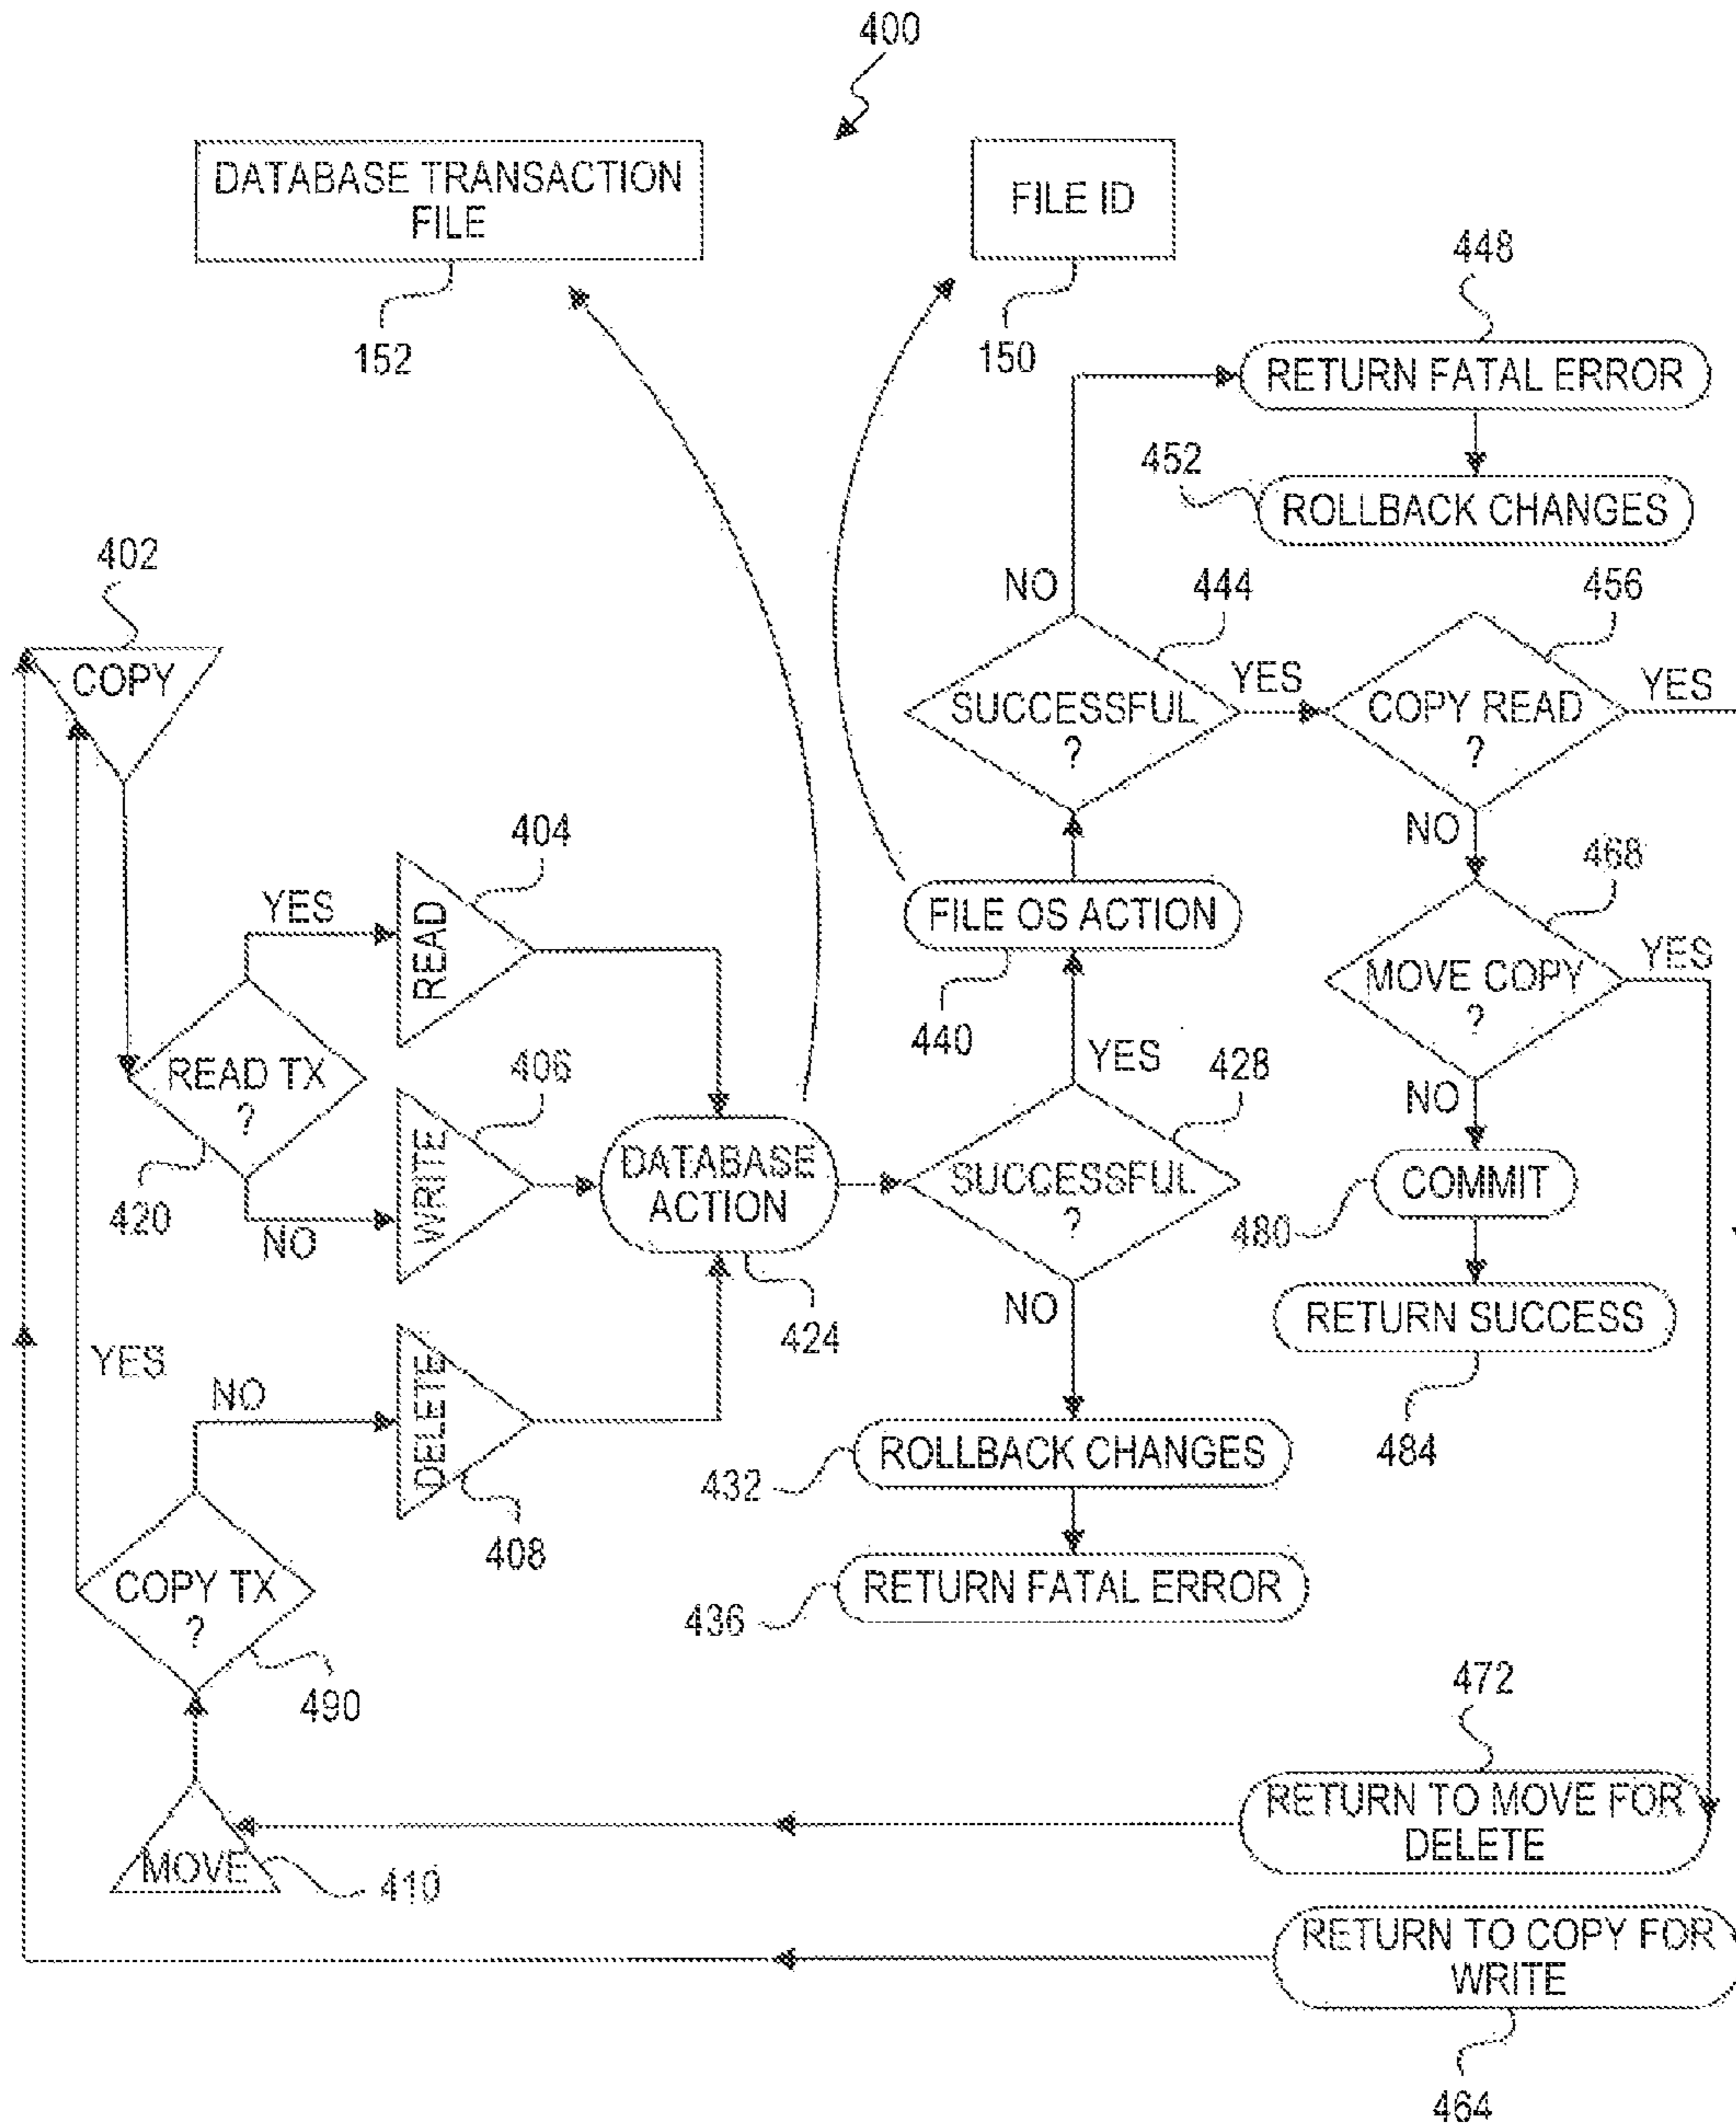 400
DATABASE TRANSACTION
FILE
152
FILE ID
150
448
RETURN FATAL ERROR
452
ROLLBACK CHANGES
402
COPY
NO
444
456
SUCCESSFUL
?
YES
COPY READ
?
YES
NO
404
READ
YES
READ TX
?
420
NO
406
WRITE
FILE OS ACTION
440
468
MOVE COPY
?
YES
NO
DATABASE
ACTION
424
YES
428
SUCCESSFUL
?
NO
480
COMMIT
RETURN SUCCESS
484
YES
NO
DELETE
408
432
ROLLBACK CHANGES
436
RETURN FATAL ERROR
COPY TX
?
490
472
RETURN TO MOVE FOR
DELETE
MOVE
410
RETURN TO COPY FOR
WRITE
464